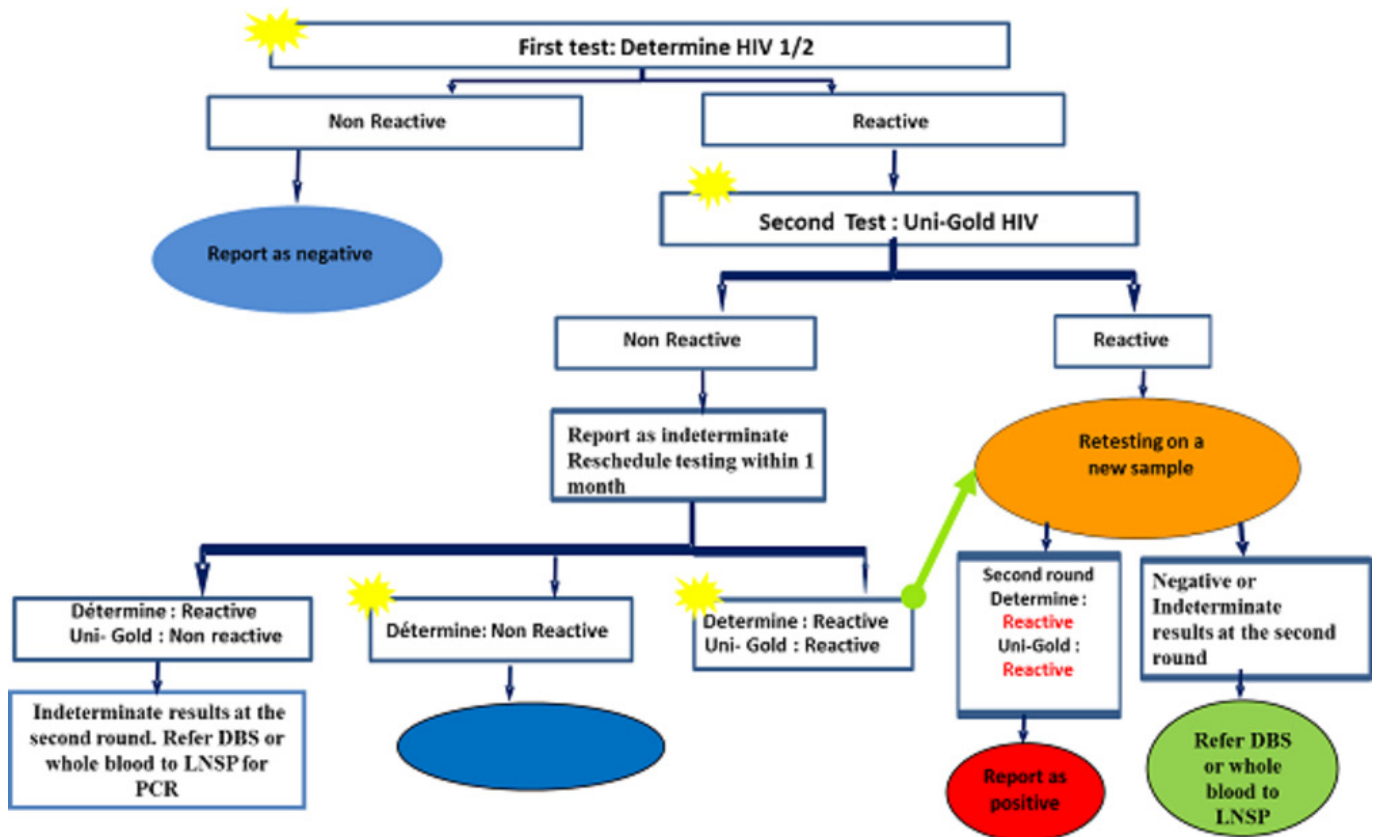 First test: Determine HIV 1/2
Non Reactive
Reactive
Second Test : Uni-Gold HIV
Report as negative
Non Reactive
Reactive
Report as indeterminate
Reschedule testing within 1
month
Retesting on a
new sample
Détermine : Reactive
Uni- Gold : Non reactive
Détermine: Non Reactive
Determine : Reactive
Uni- Gold : Reactive
Second round
Determine :
Reactive
Uni-Gold :
Reactive
Negative or
Indeterminate
results at the second
round
Indeterminate results at the
second round. Refer DBS or
whole blood to LNSP for
PCR
Report as
positive
Refer DBS
or whole
blood to
LNSP